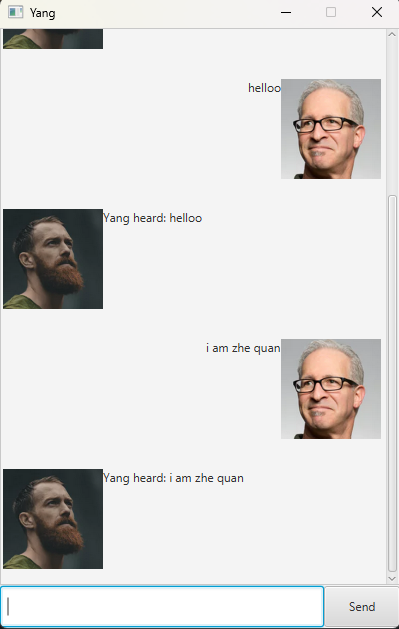 Yang
helloo
Yang heard: helloo
i am zhe quan
Yang heard: i am zhe quan
Send